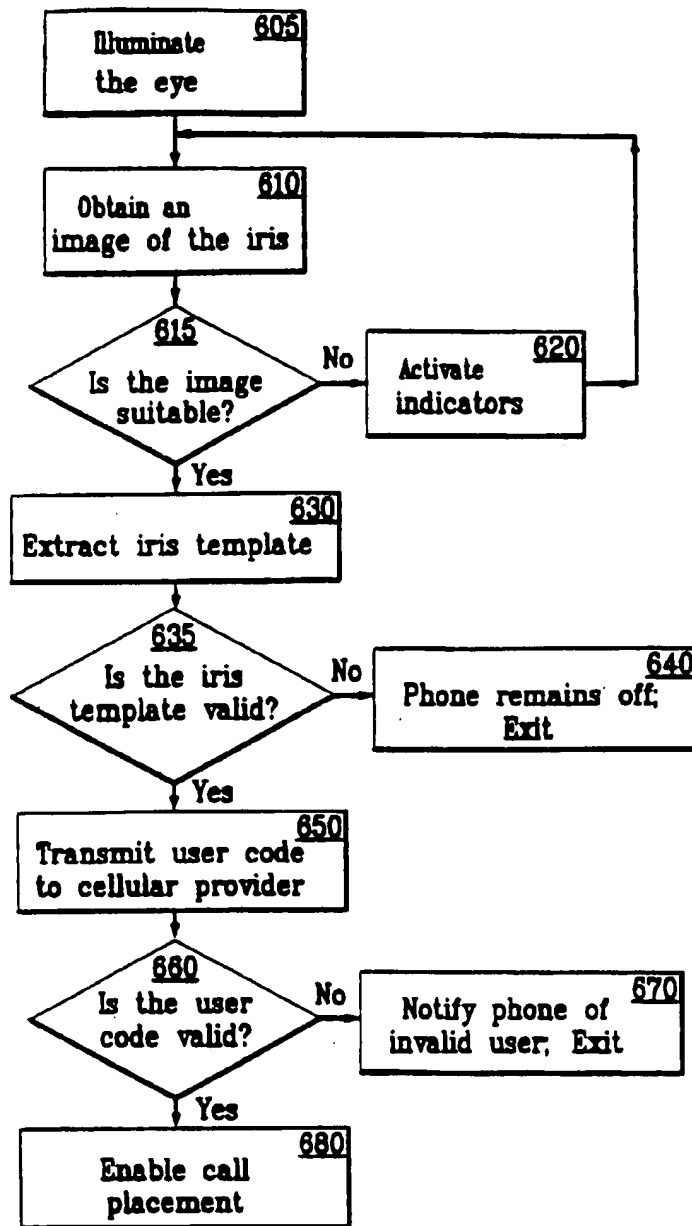 605
Illuminate
the eye
610
Obtain an
image of the iris
615
Is the image
suitable?
No
620
Activate
indicators
Yes
630
Extract iris template
635
Is the iris
template valid?
No
640
Phone remains off;
Exit
Yes
650
Transmit user code
to cellular provider
660
Is the user
code valid?
No
670
Notify phone of
invalid user; Exit
Yes
680
Enable call
placement